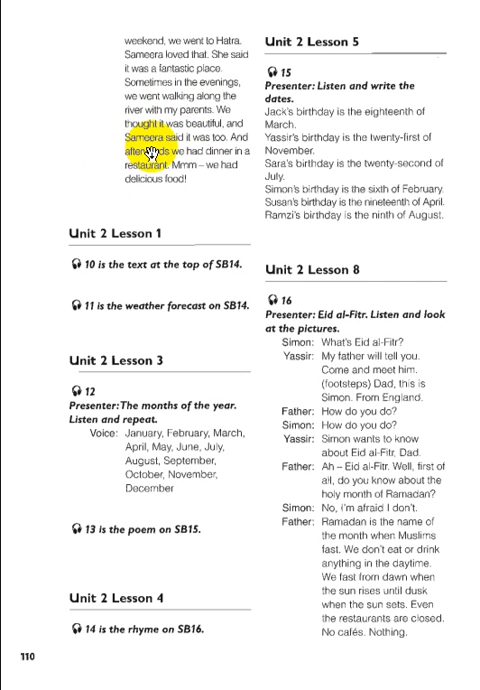 weekend, we went to Hatra.
Sameera loved that. She said
it was a fantastic place.
Sometimes in the evenings,
we went walking along the
river with my parents. We
thought it was beautiful, and
Sameera said it was too. And
afterwards we had dinner in a
restaurant. Mmm – we had
delicious food!
Unit 2 Lesson 1
10 is the text at the top of SB14.
11 is the weather forecast on SB14.
Unit 2 Lesson 3
12
Presenter: The months of the year.
Listen and repeat.
Voice: January, February, March,
April, May, June, July,
August, September,
October, November,
December
13 is the poem on SB15.
Unit 2 Lesson 4
14 is the rhyme on SB16.
Unit 2 Lesson 5
15
Presenter: Listen and write the
dates.
Jack's birthday is the eighteenth of
March.
Yassir's birthday is the twenty-first of
November.
Sara's birthday is the twenty-second of
July.
Simon's birthday is the sixth of February.
Susan's birthday is the nineteenth of April.
Ramzi's birthday is the ninth of August.
Unit 2 Lesson 8
16
Presenter: Eid al-Fitr. Listen and look
at the pictures.
Simon: What's Eid al-Fitr?
Yassir: My father will tell you.
Come and meet him.
(footsteps) Dad, this is
Simon. From England.
Father: How do you do?
Simon: How do you do?
Yassir: Simon wants to know
about Eid al-Fitr, Dad.
Father: Ah – Eid al-Fitr. Well, first of
all, do you know about the
holy month of Ramadan?
Simon: No, I'm afraid I don't.
Father: Ramadan is the name of
the month when Muslims
fast. We don't eat or drink
anything in the daytime.
We fast from dawn when
the sun rises until dusk
when the sun sets. Even
the restaurants are closed.
No cafés. Nothing.
110